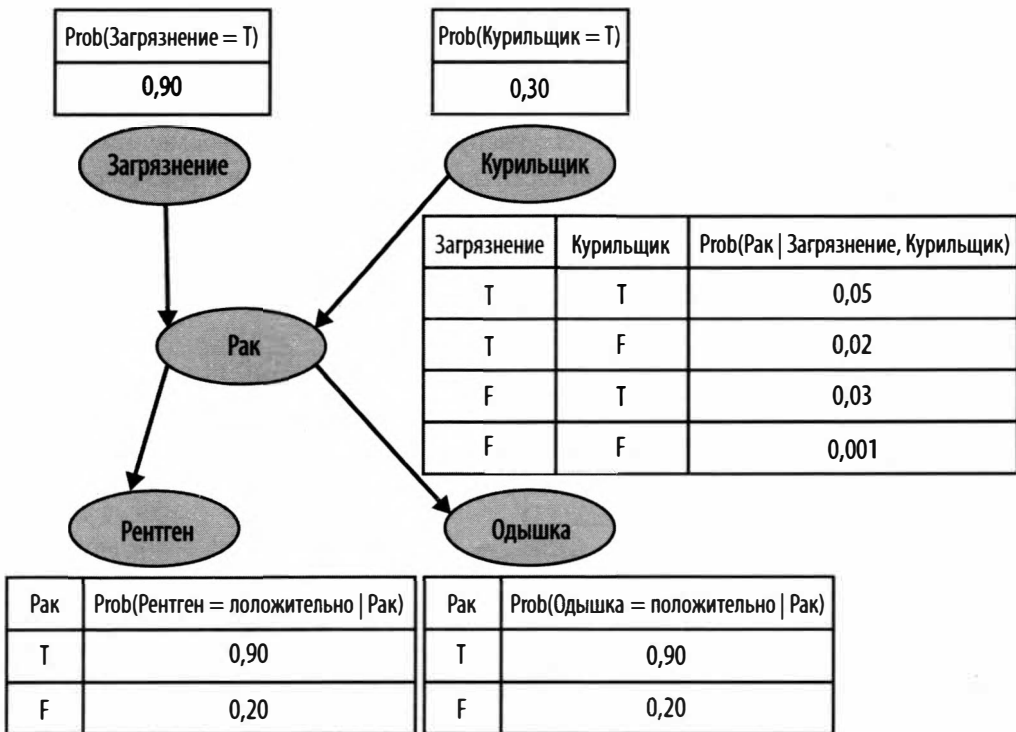 Prob(Загрязнение = T)
0,90
Prob(Курильщик = T)
0,30
Загрязнение
Курильщик
Загрязнение Курильщик Prob(Рак | Загрязнение, Курильщик)
T T 0,05
T F 0,02
F T 0,03
F F 0,001
Рак
Рентген
Одышка
Рак Prob(Рентген = лоложительно | Рак)
T 0,90
F 0,20
Рак Prob(Одышка = положительно | Рак)
T 0,90
F 0,20